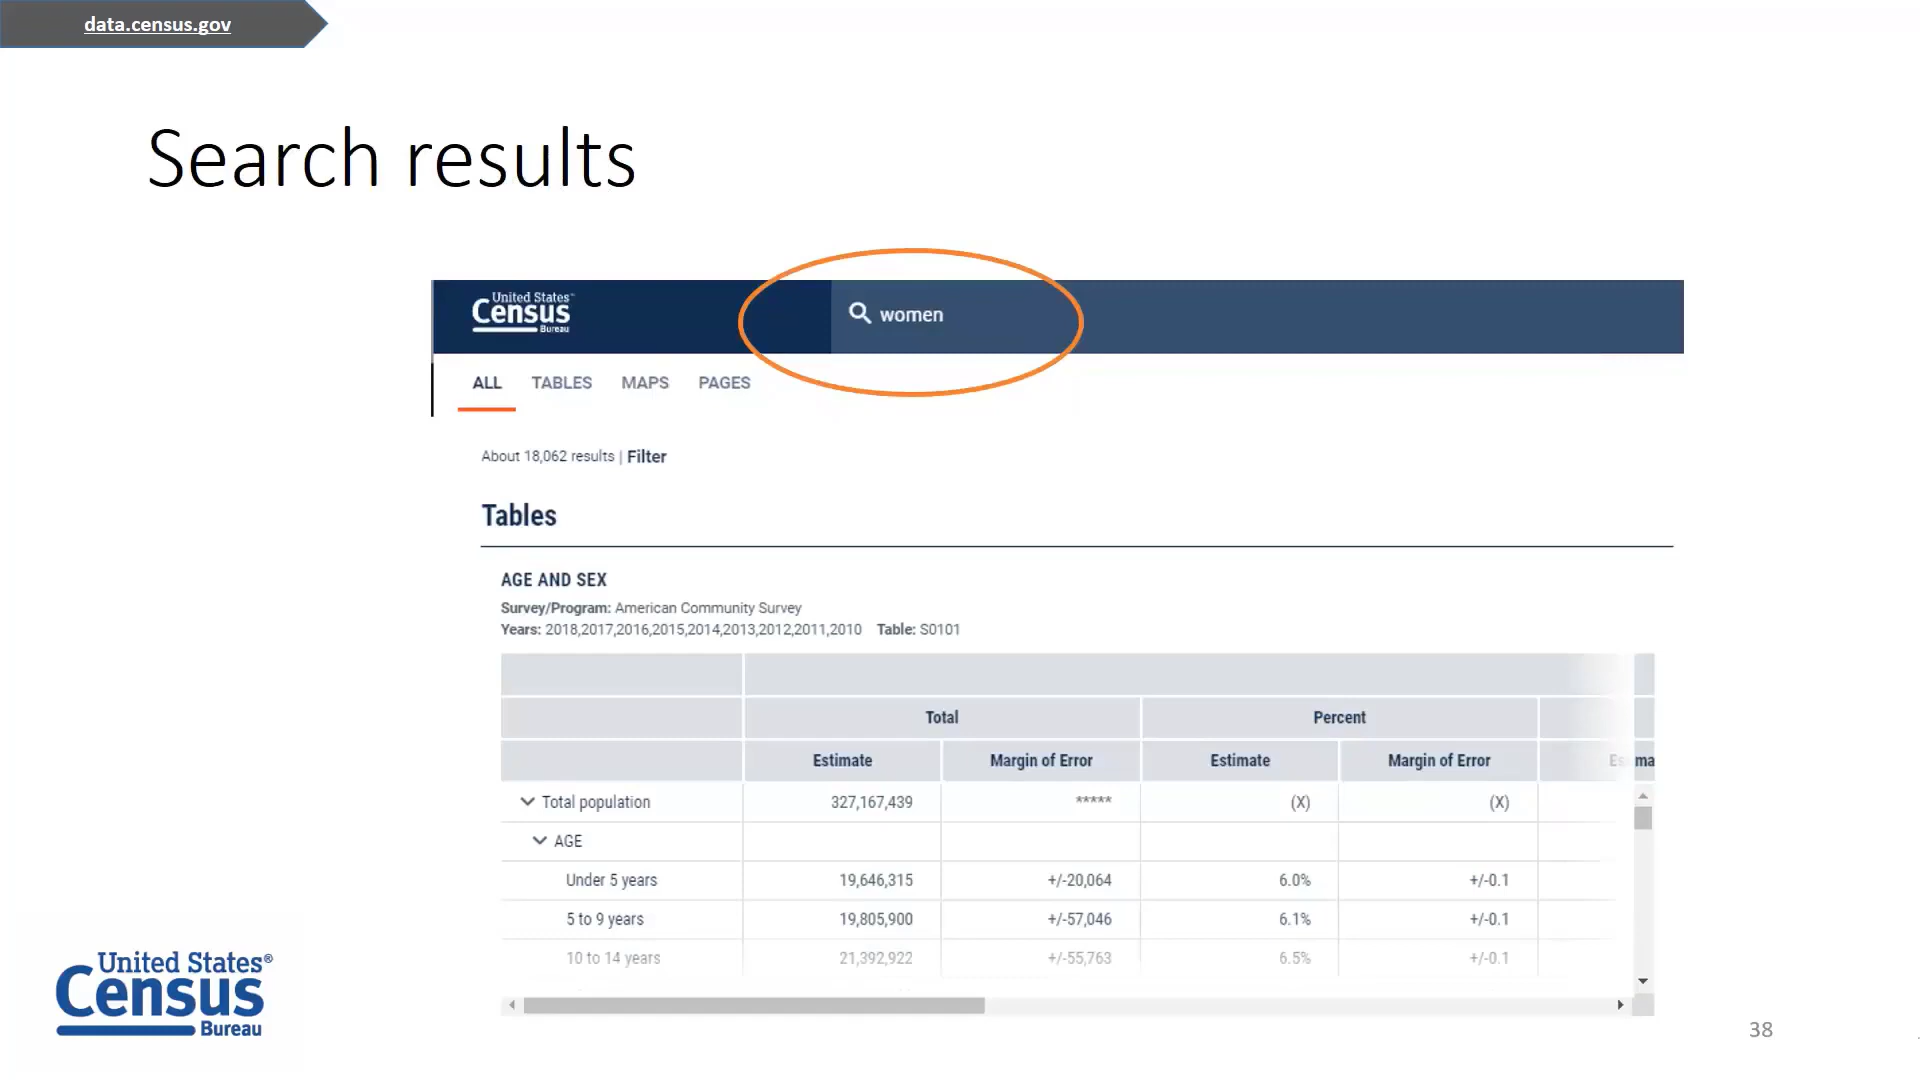 data.census.gov
Search results
United States™
Census
Bureau
women
ALL TABLES MAPS PAGES
About 18,062 results | Filter
Tables
AGE AND SEX
Survey/Program: American Community Survey
Years: 2018,2017,2016,2015,2014,2013,2012,2011,2010 Table: S0101
Total Percent
Estimate Margin of Error Estimate Margin of Error
Total population 327,167,439 ***** (X) (X)
AGE
Under 5 years 19,646,315 +/-20,064 6.0% +/-0.1
5 to 9 years 19,805,900 +/-57,046 6.1% +/-0.1
10 to 14 years 21,392,922 +/-55,763 6.5% +/-0.1
United States®
Census
Bureau
38